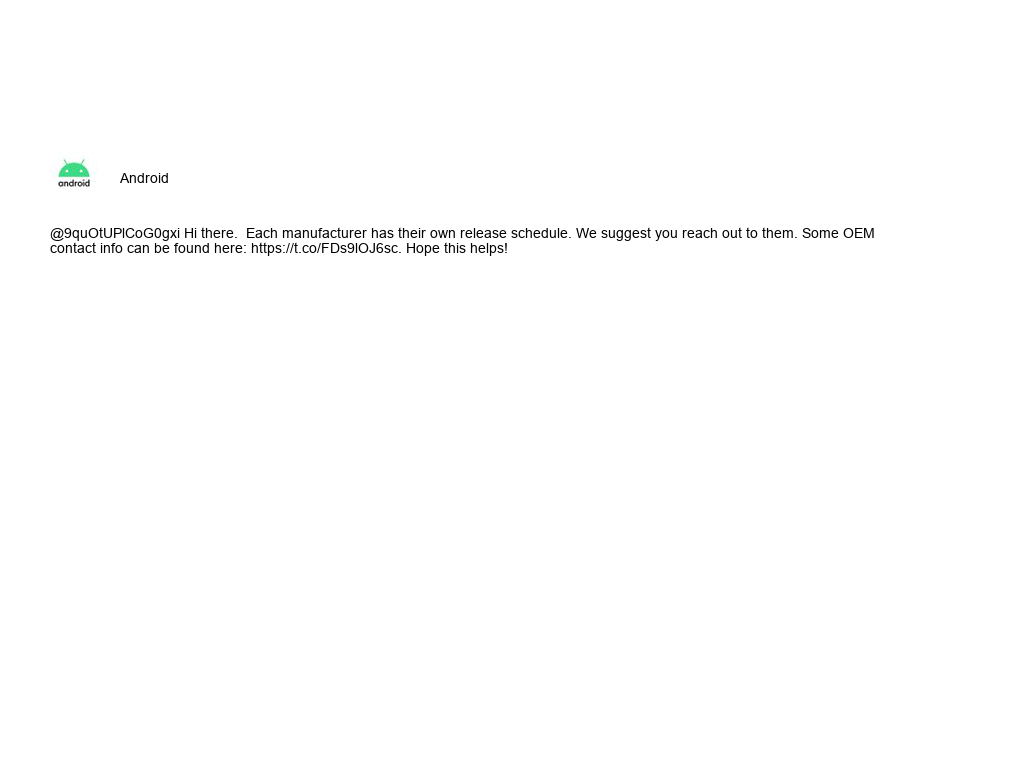 android
Android
@9quOtUPlCoG0gxi Hi there.  Each manufacturer has their own release schedule. We suggest you reach out to them. Some OEM
contact info can be found here: https://t.co/FDs9lOJ6sc. Hope this helps!